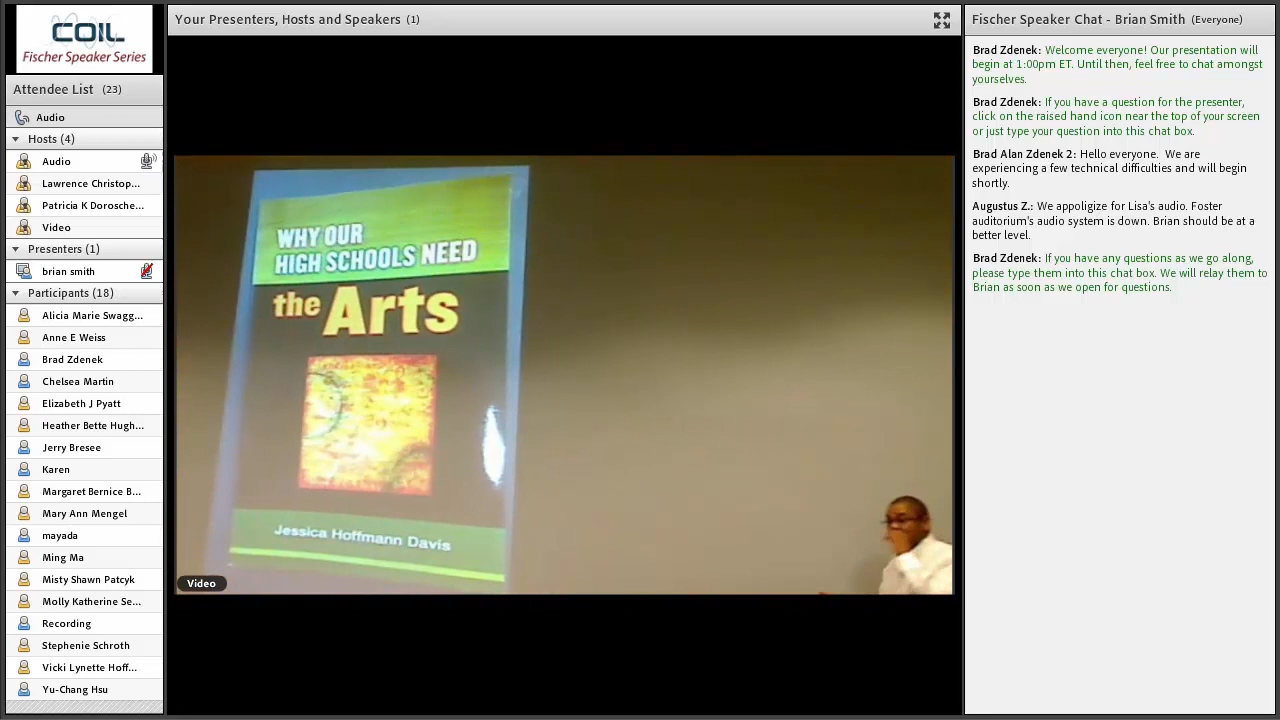 COIL
Fischer Speaker Series
Attendee List (23)
Audio
Hosts (4)
Audio
Lawrence Christop...
Patricia K Dorosche...
Video
Presenters (1)
brian smith
Participants (18)
Alicia Marie Swagg...
Anne E Weiss
Brad Zdenek
Chelsea Martin
Elizabeth J Pyatt
Heather Bette Hugh...
Jerry Bresee
Karen
Margaret Bernice B...
Mary Ann Mengel
mayada
Ming Ma
Misty Shawn Patcyk
Molly Katherine Se...
Recording
Stephenie Schroth
Vicki Lynette Hoff...
Yu-Chang Hsu
Your Presenters, Hosts and Speakers (1)
WHY OUR
HIGH SCHOOLS NEED
the Arts
Jessica Hoffmann Davis
Video
Fischer Speaker Chat - Brian Smith (Everyone)
Brad Zdenek: Welcome everyone! Our presentation will
begin at 1:00pm ET. Until then, feel free to chat amongst
yourselves.
Brad Zdenek: If you have a question for the presenter,
click on the raised hand icon near the top of your screen
or just type your question into this chat box.
Brad Alan Zdenek 2: Hello everyone. We are
experiencing a few technical difficulties and will begin
shortly.
Augustus Z.: We appoligize for Lisa's audio. Foster
auditorium's audio system is down. Brian should be at a
better level.
Brad Zdenek: If you have any questions as we go along,
please type them into this chat box. We will relay them to
Brian as soon as we open for questions.